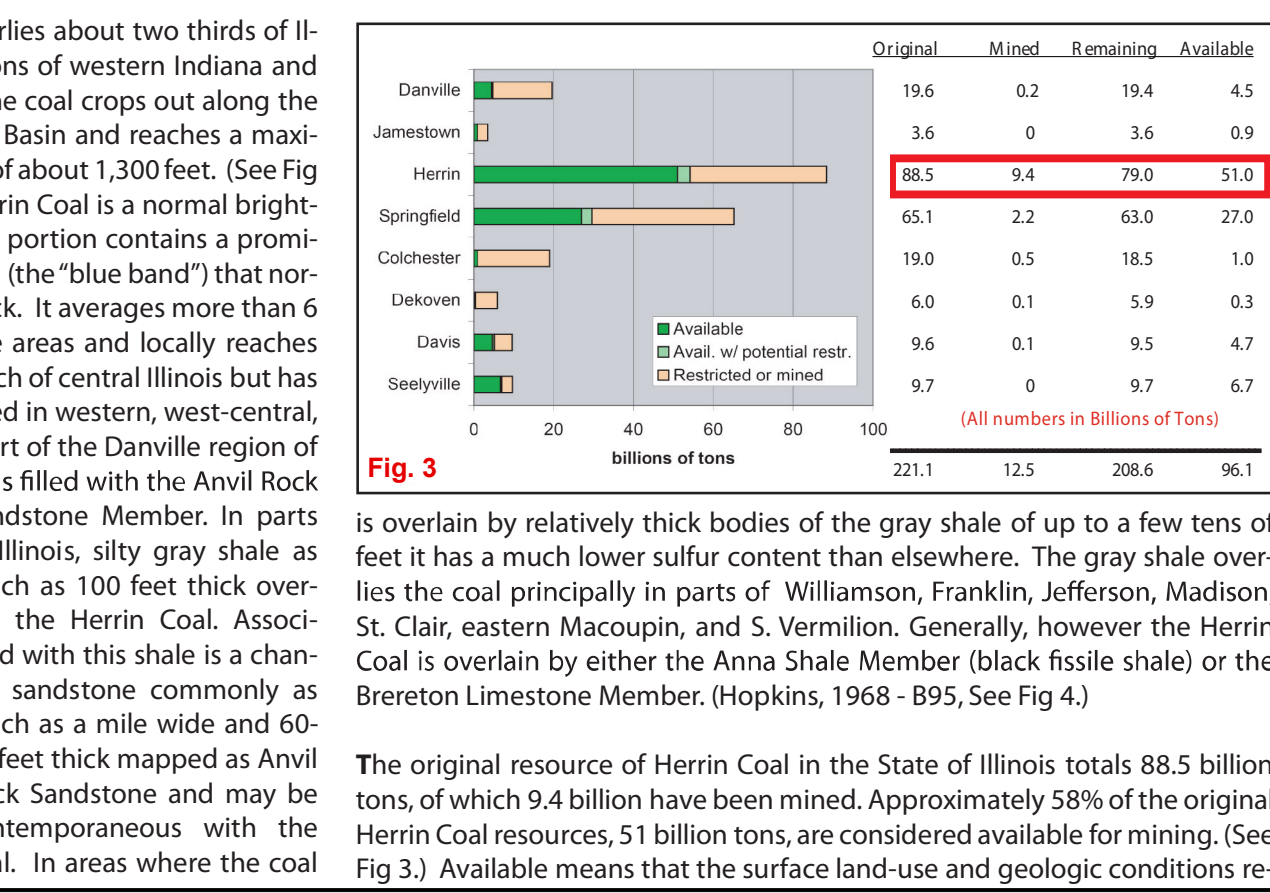 rlies about two thirds of Il-
ons of western Indiana and
he coal crops out along the
Basin and reaches a maxi-
of about 1,300 feet. (See Fig
rin Coal is a normal bright-
portion contains a promi-
(the “blue band”) that nor-
ck. It averages more than 6
e areas and locally reaches
ch of central Illinois but has
ed in western, west-central,
art of the Danville region of
s filled with the Anvil Rock
ndstone Member. In parts
Illinois, silty gray shale as
ch as 100 feet thick over-
the Herrin Coal. Associ-
d with this shale is a chan-
sandstone commonly as
ch as a mile wide and 60-
feet thick mapped as Anvil
ck Sandstone and may be
ntemporaneous with the
al. In areas where the coal
Original Mined Remaining Available
Danville 19.6 0.2 19.4 4.5
Jamestown 3.6 0 3.6 0.9
Herrin 88.5 9.4 79.0 51.0
Springfield 65.1 2.2 63.0 27.0
Colchester 19.0 0.5 18.5 1.0
Dekoven 6.0 0.1 5.9 0.3
Davis 9.6 0.1 9.5 4.7
Seelyville 9.7 0 9.7 6.7
Available
Avail. w/ potential restr.
Restricted or mined
(All numbers in Billions of Tons)
0 20 40 60 80 100
billions of tons
Fig. 3
221.1 12.5 208.6 96.1
is overlain by relatively thick bodies of the gray shale of up to a few tens of
feet it has a much lower sulfur content than elsewhere. The gray shale over-
lies the coal principally in parts of Williamson, Franklin, Jefferson, Madison,
St. Clair, eastern Macoupin, and S. Vermilion. Generally, however the Herrin
Coal is overlain by either the Anna Shale Member (black fissile shale) or the
Brereton Limestone Member. (Hopkins, 1968 - B95, See Fig 4.)
The original resource of Herrin Coal in the State of Illinois totals 88.5 billion
tons, of which 9.4 billion have been mined. Approximately 58% of the original
Herrin Coal resources, 51 billion tons, are considered available for mining. (See
Fig 3.) Available means that the surface land-use and geologic conditions re-